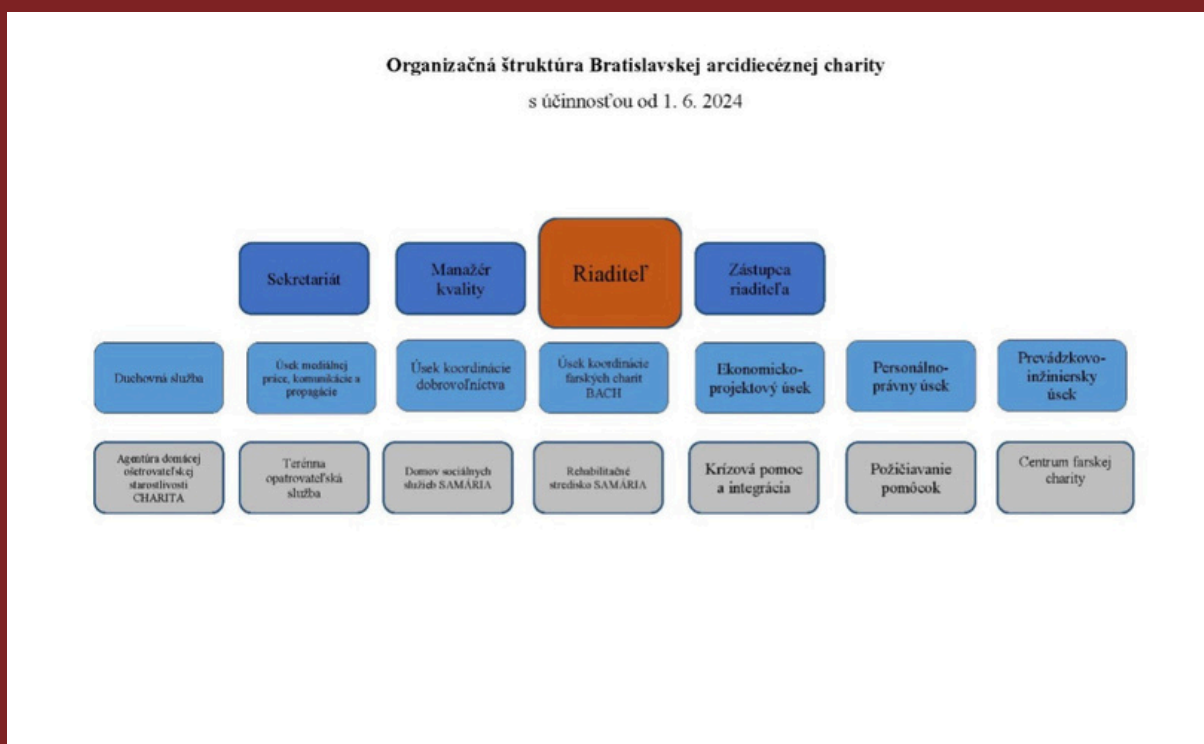 Organizačná štruktúra Bratislavskej arcidiecéznej charity
s účinnosťou od 1. 6. 2024
Sekretariát
Manažér
kvality
Riaditeľ
Zástupca
riaditeľa
Duchovná služba
Úsek mediálnej
práce, komunikácie a
propagácie
Úsek koordinácie
dobrovoľníctva
Úsek koordinácie
farských charít
BACH
Ekonomicko-
projektový úsek
Personálno-
právny úsek
Prevádzkovo-
inžiniersky
úsek
Agentúra domácej
ošetrovateľskej
starostlivosti
CHARITA
Terénna
opatrovateľská
služba
Domov sociálnych
služieb SAMÁRIA
Rehabilitačné
stredisko SAMÁRIA
Krízová pomoc
a integrácia
Požičiavanie
pomôcok
Centrum farskej
charity